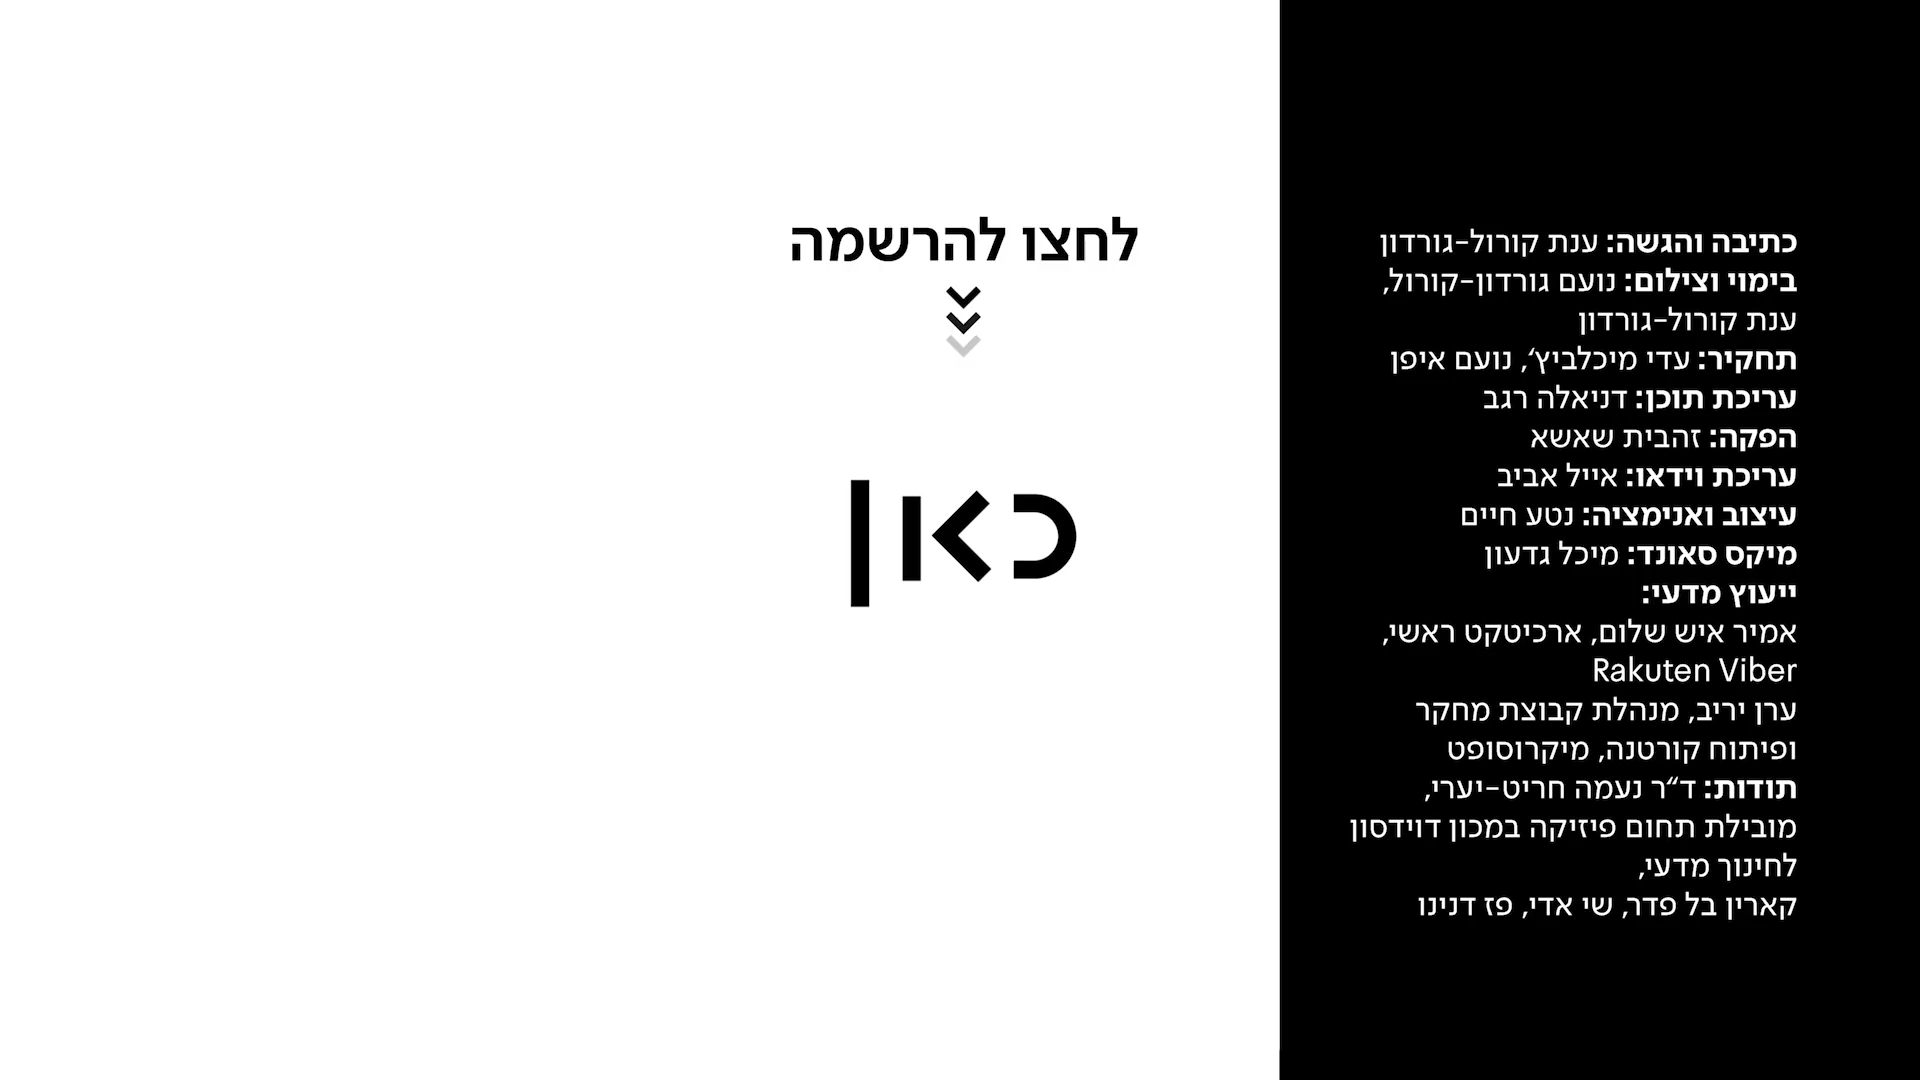 לחצו להרשמה
כאן
כתיבה והגשה: ענת קורול-גורדון
בימוי וצילום: נועם גורדון-קורול,
ענת קורול-גורדון
תחקיר: עדי מיכלביץ‘, נועם איפן
עריכת תוכן: דניאלה רגב
הפקה: זהבית שאשא
עריכת וידאו: אייל אביב
עיצוב ואנימציה: נטע חיים
מיקס סאונד: מיכל גדעון
ייעוץ מדעי:
אמיר איש שלום, ארכיטקט ראשי,
Rakuten Viber
ערן יריב, מנהלת קבוצת מחקר
ופיתוח קורטנה, מיקרוסופט
תודות: ד“ר נעמה חריט-יערי,
מובילת תחום פיזיקה במכון דוידסון
לחינוך מדעי,
קארין בל פדר, שי אדי, פז דנינו